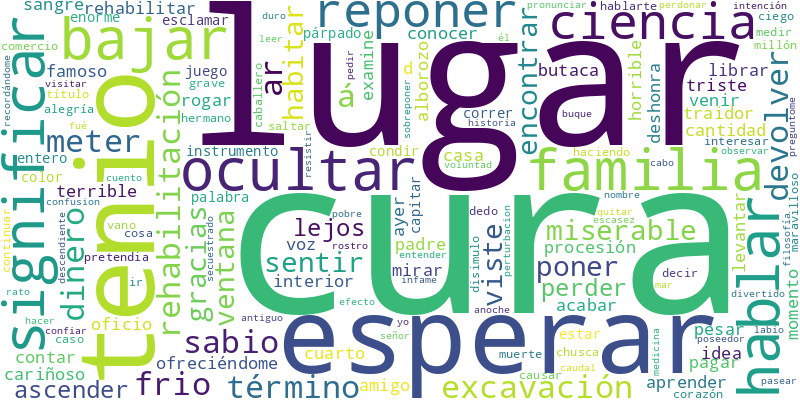 lugar
cura
esperar
tenio
significar
hablar
familia
ocultar
ciencia
bajar
reponer
sabio
frio
meter
dinero
sentir
término
excavación
miserable
poner
perder
encontrar
devolver
habitar
rehabilitación
gracias
ventana
ascender
viste
lejos
ar
à
sangre
rehabilitar
enorme
esclamar
duro
párpado
hablarte
pronunciar
perdonar
intención
ciego
comercio
leer
él
conocer
medir
millón
recordándome
famoso
juego
caballero
pedir
examine
alborozo
d
correr
butaca
horrible
librar
visitar
grave
título
alegría
rogar
hermano
saltar
sobreponer
buque
historia
deshonra
triste
venir
traidor
cantidad
fué
entero
instrumento
resistir
condir
casa
voluntad
haciendo
interesar
observar
preguntome
color
cuento
terrible
palabra
cabo
confusion
vano
cosa
descendiente
pretendia
secuestrado
pobre
rostro
voz
ayer
capitar
dedo
padre
entender
nombre
quitar
escasez
procesión
levantar
maravilloso
filosofía
continuar
ir
interior
mirar
disimulo
perturbacion
decir
mar
divertido
momento
rato
hacer
confiar
caso
oficio
antiguo
efecto
yo
infame
anoche
acabar
pesar
labio
poseedor
contar
cariñoso
ofreciéndome
cuarto
señor
amigo
muerte
causar
estar
chusca
caudal
medicina
idea
pagar
aprender
corazón
pasear